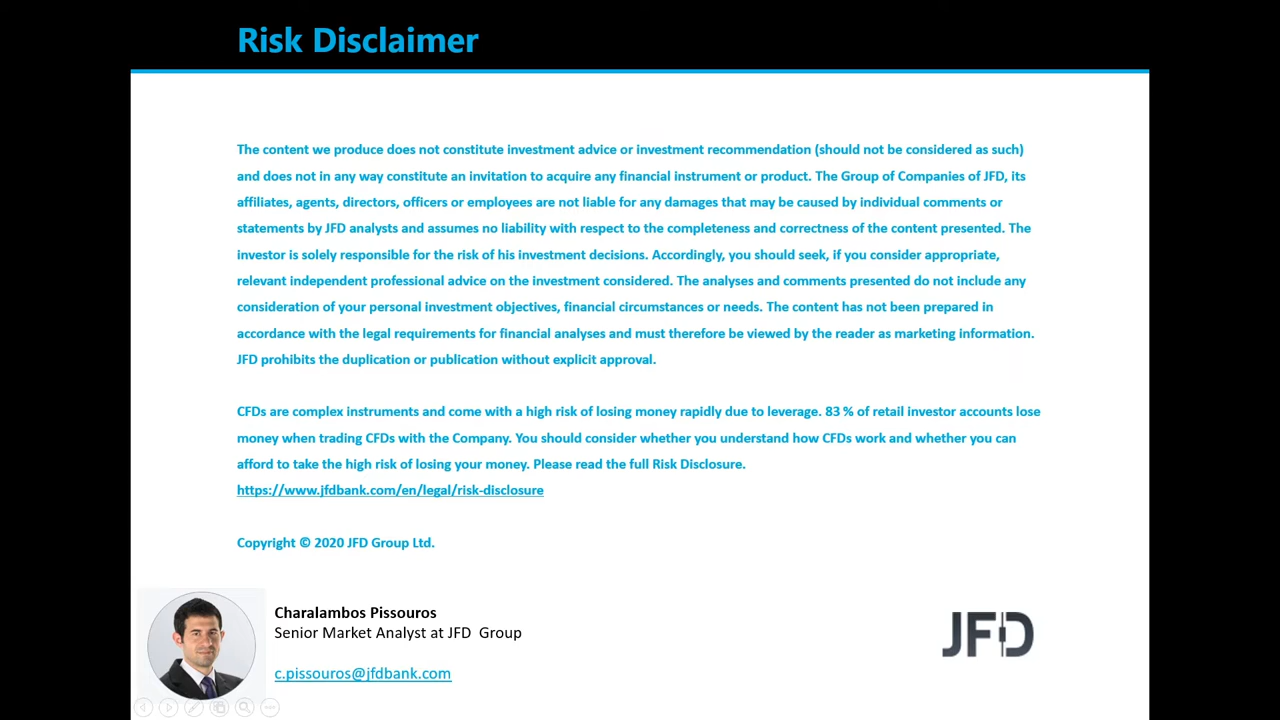 Risk Disclaimer
The content we produce does not constitute investment advice or investment recommendation (should not be considered as such)
and does not in any way constitute an invitation to acquire any financial instrument or product. The Group of Companies of JFD, its
affiliates, agents, directors, officers or employees are not liable for any damages that may be caused by individual comments or
statements by JFD analysts and assumes no liability with respect to the completeness and correctness of the content presented. The
investor is solely responsible for the risk of his investment decisions. Accordingly, you should seek, if you consider appropriate,
relevant independent professional advice on the investment considered. The analyses and comments presented do not include any
consideration of your personal investment objectives, financial circumstances or needs. The content has not been prepared in
accordance with the legal requirements for financial analyses and must therefore be viewed by the reader as marketing information.
JFD prohibits the duplication or publication without explicit approval.
CFDs are complex instruments and come with a high risk of losing money rapidly due to leverage. 83 % of retail investor accounts lose
money when trading CFDs with the Company. You should consider whether you understand how CFDs work and whether you can
afford to take the high risk of losing your money. Please read the full Risk Disclosure.
https://www.jfdbank.com/en/legal/risk-disclosure
Copyright © 2020 JFD Group Ltd.
Charalambos Pissouros
Senior Market Analyst at JFD Group
c.pissouros@jfdbank.com
JFD